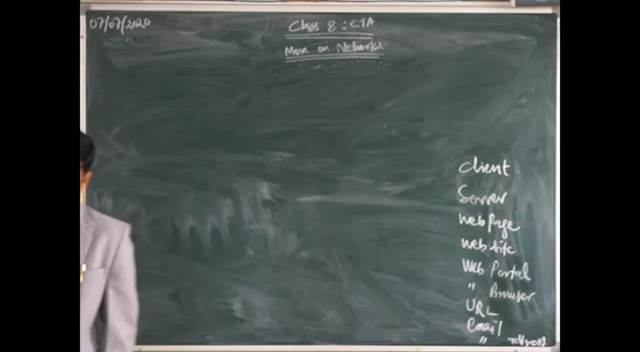 07/07/2020
Class 8 : CTA
More on Networks
Client
Server
Web Page
Web site
Web Portal
" Browser
URL
Email
" address